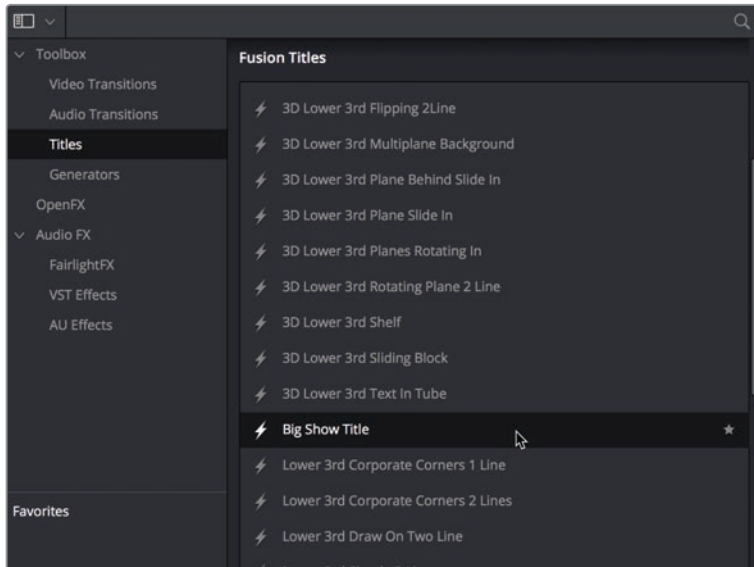 Toolbox
Video Transitions
Audio Transitions
Titles
Generators
OpenFX
Audio FX
FairlightFX
VST Effects
AU Effects
Favorites
Fusion Titles
3D Lower 3rd Flipping 2Line
3D Lower 3rd Multiplane Background
3D Lower 3rd Plane Behind Slide In
3D Lower 3rd Plane Slide In
3D Lower 3rd Planes Rotating In
3D Lower 3rd Rotating Plane 2 Line
3D Lower 3rd Shelf
3D Lower 3rd Sliding Block
3D Lower 3rd Text In Tube
Big Show Title
Lower 3rd Corporate Corners 1 Line
Lower 3rd Corporate Corners 2 Lines
Lower 3rd Draw On Two Line